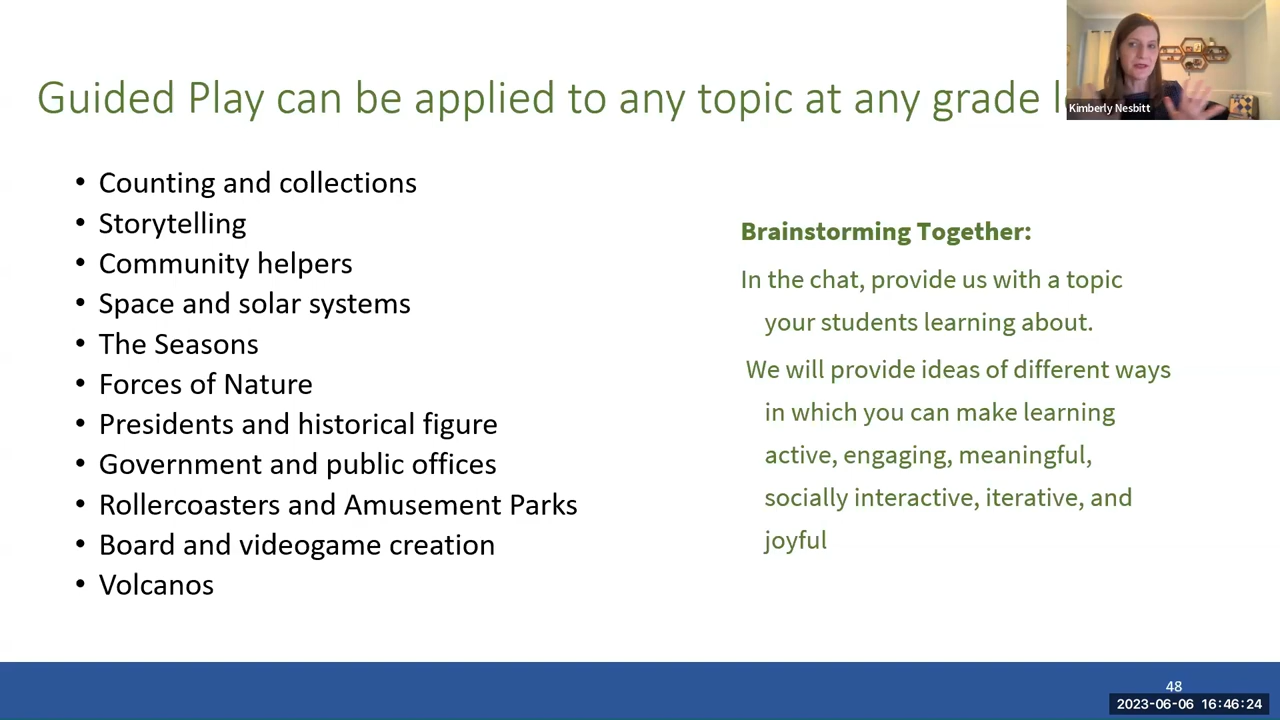 Guided Play can be applied to any topic at any grade
Kimberly Nesbitt
• Counting and collections
• Storytelling
• Community helpers
• Space and solar systems
• The Seasons
• Forces of Nature
• Presidents and historical figure
• Government and public offices
• Rollercoasters and Amusement Parks
• Board and videogame creation
• Volcanos
Brainstorming Together:
In the chat, provide us with a topic
your students learning about.
We will provide ideas of different ways
in which you can make learning
active, engaging, meaningful,
socially interactive, iterative, and
joyful
48
2023-06-06 16:46:24